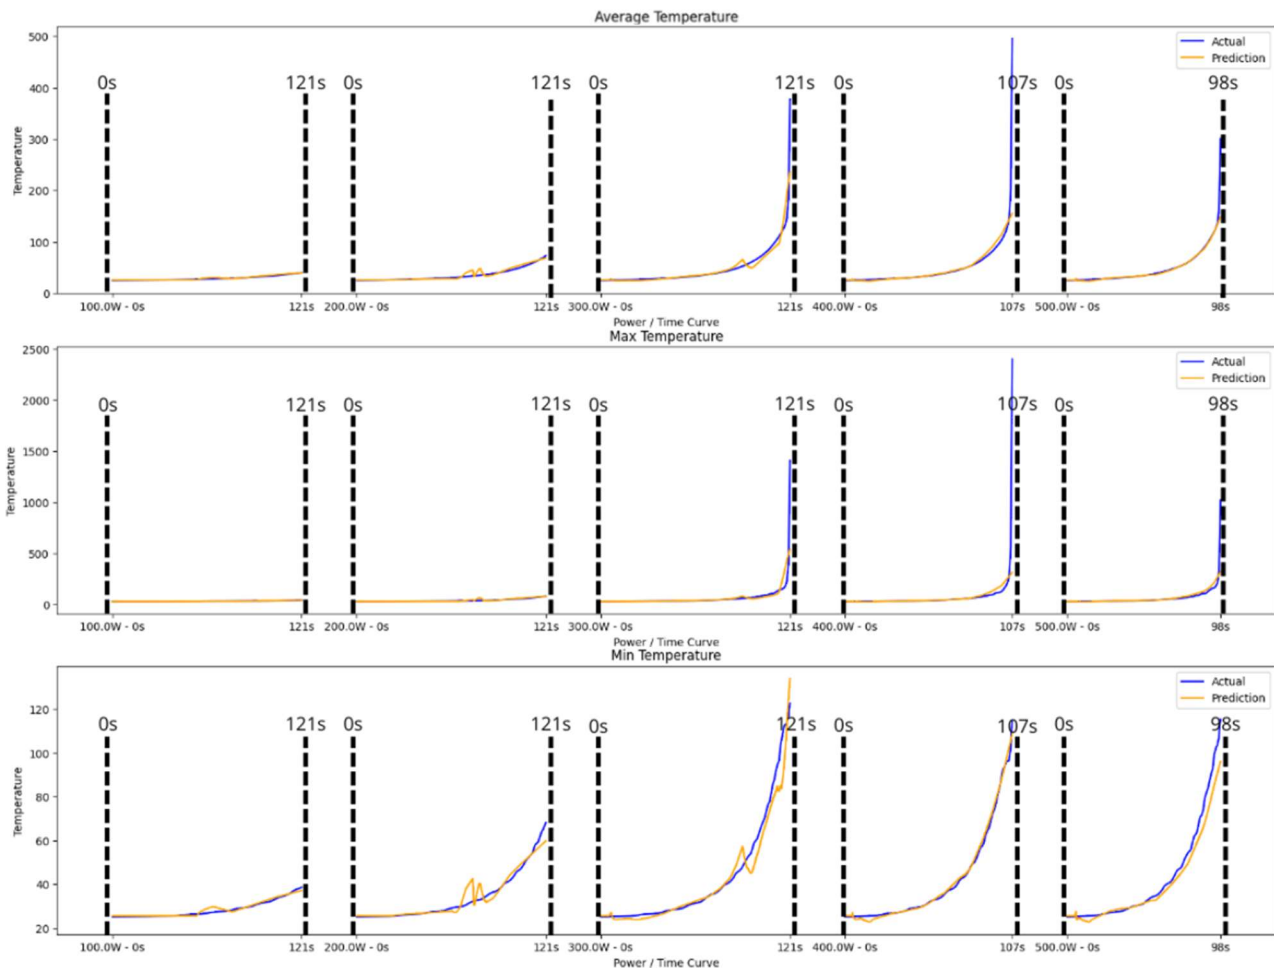 Average Temperature
500
400
300
200
100
0
Temperature
Actual
Prediction
0s 121s 0s 121s 0s 121s 0s 107s 0s 98s
100.0W - 0s 121s 200.0W - 0s 121s 300.0W - 0s 121s 400.0W - 0s 107s 500.0W - 0s 98s
Power / Time Curve
Max Temperature
2500
2000
1500
1000
500
0
Temperature
Actual
Prediction
0s 121s 0s 121s 0s 121s 0s 107s 0s 98s
100.0W - 0s 121s 200.0W - 0s 121s 300.0W - 0s 121s 400.0W - 0s 107s 500.0W - 0s 98s
Power / Time Curve
Min Temperature
120
100
80
60
40
20
Temperature
Actual
Prediction
0s 121s 0s 121s 0s 121s 0s 107s 0s 98s
100.0W - 0s 121s 200.0W - 0s 121s 300.0W - 0s 121s 400.0W - 0s 107s 500.0W - 0s 98s
Power / Time Curve